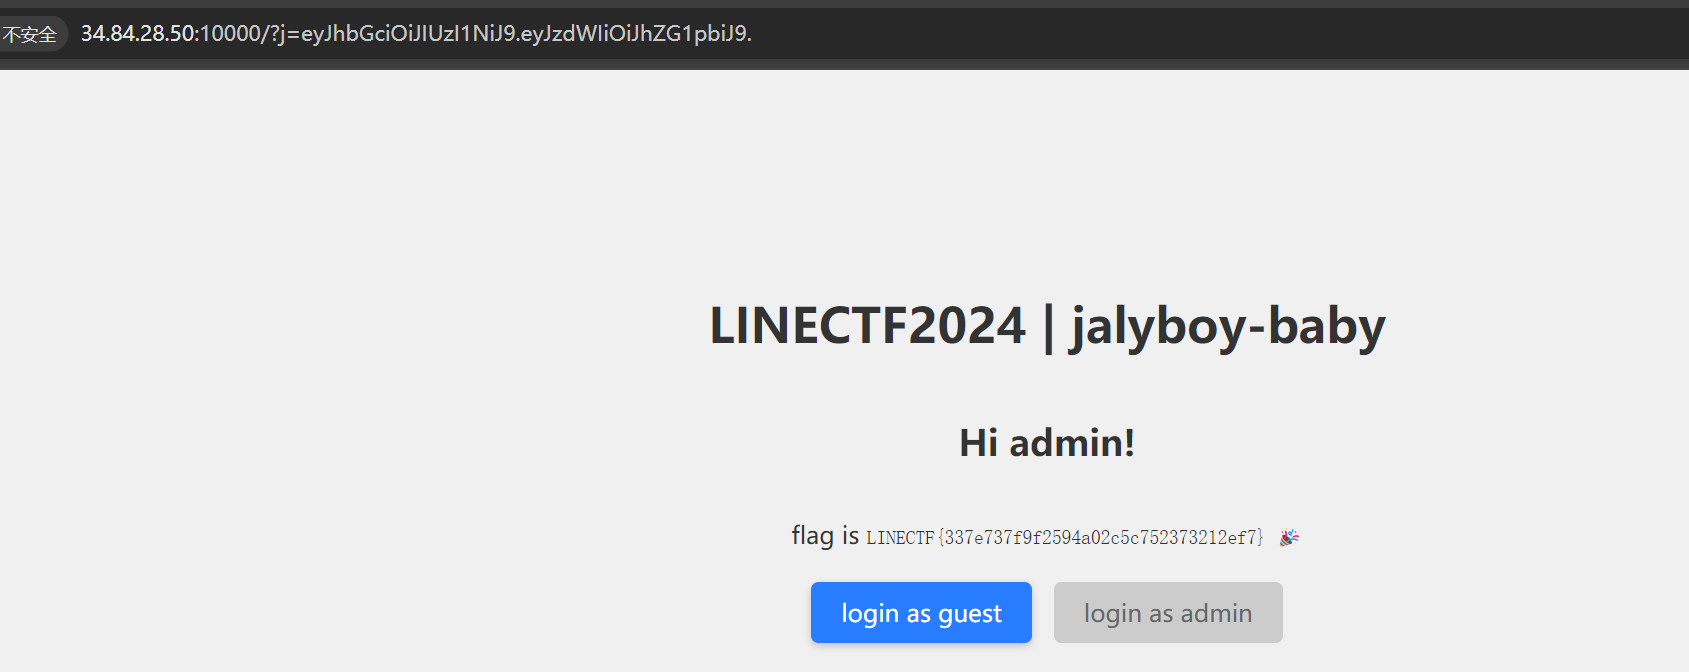 不安全 34.84.28.50:10000/?j=eyJhbGciOiJIUzI1NiJ9.eyJzdWIiOiJhZG1pbiJ9.
LINECTF2024 | jalyboy-baby
Hi admin!
flag is LINECTF{337e737f9f2594a02c5c752373212ef7} 🎉
login as guest login as admin